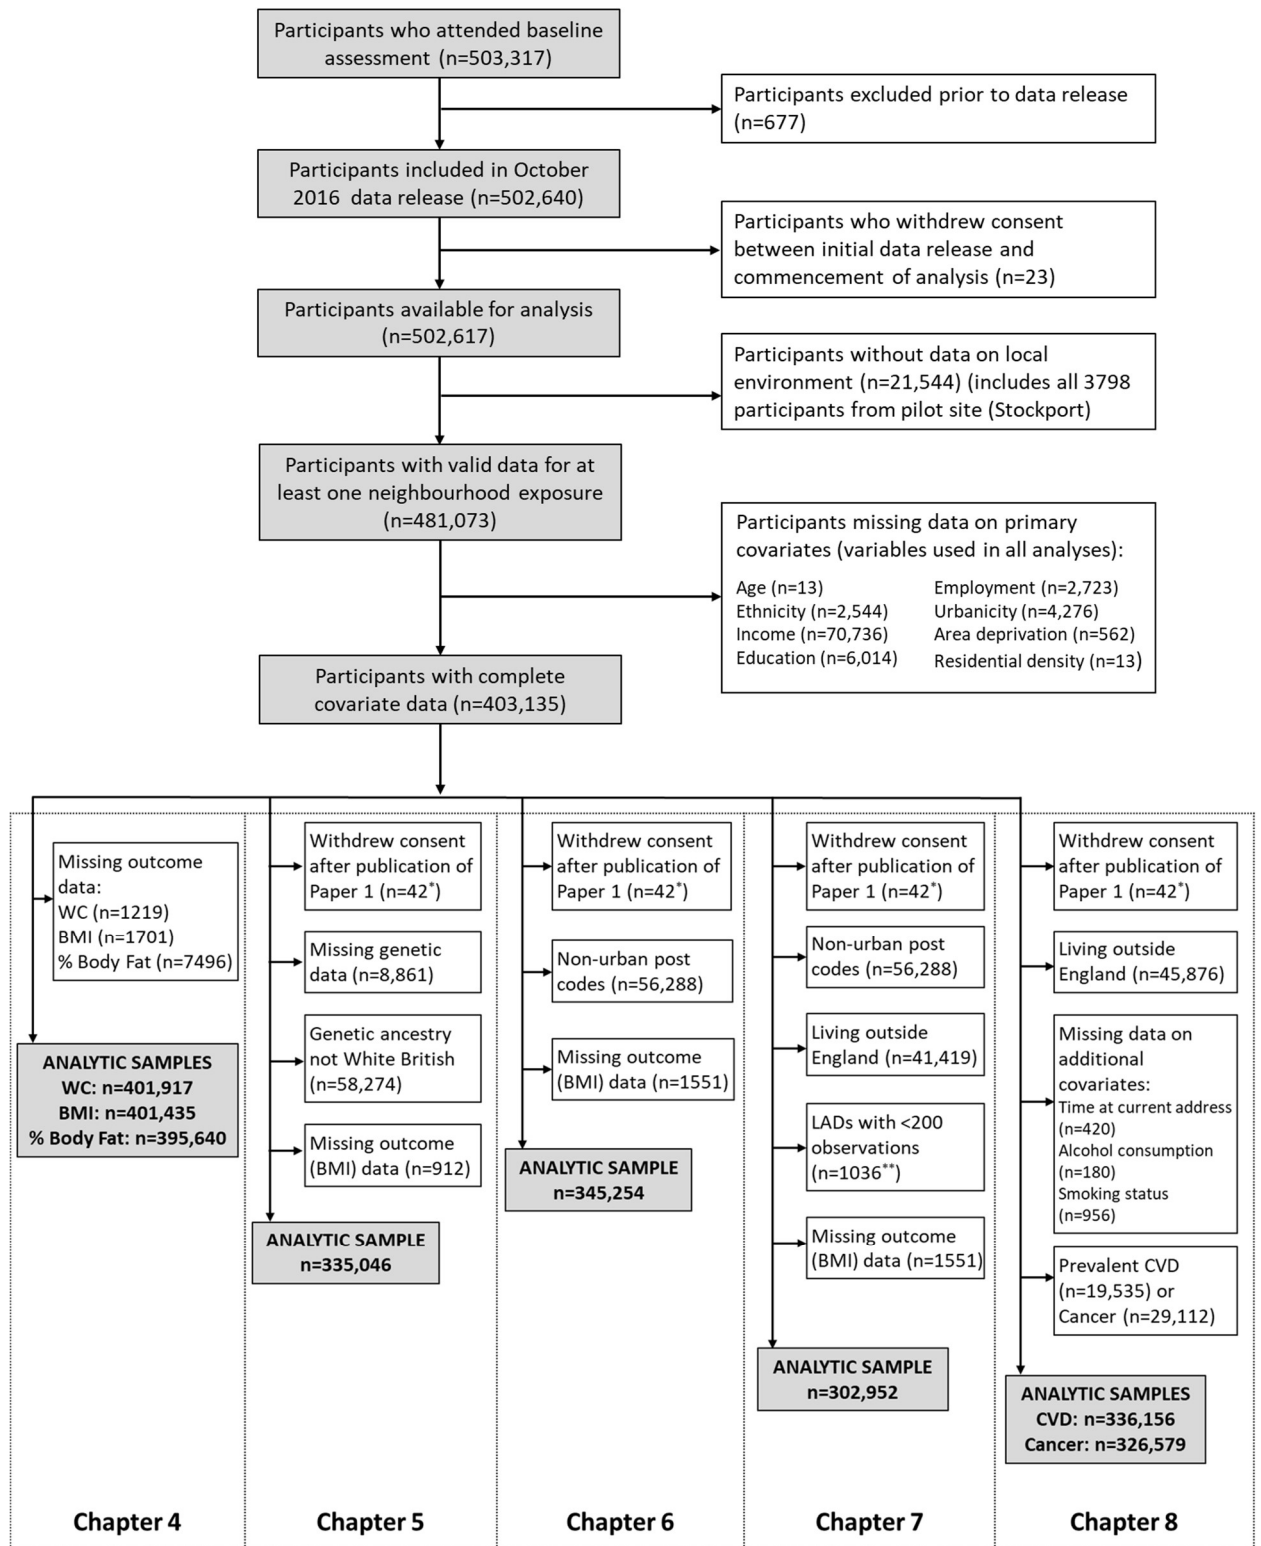 Participants who attended baseline
assessment (n=503,317)
Participants excluded prior to data release
(n=677)
Participants included in October
2016 data release (n=502,640)
Participants who withdrew consent
between initial data release and
commencement of analysis (n=23)
Participants available for analysis
(n=502,617)
Participants without data on local
environment (n=21,544) (includes all 3798
participants from pilot site (Stockport)
Participants with valid data for at
least one neighbourhood exposure
(n=481,073)
Participants missing data on primary
covariates (variables used in all analyses):
Age (n=13)
Ethnicity (n=2,544)
Income (n=70,736)
Education (n=6,014)
Employment (n=2,723)
Urbanicity (n=4,276)
Area deprivation (n=562)
Residential density (n=13)
Participants with complete
covariate data (n=403,135)
Missing outcome
data:
WC (n=1219)
BMI (n=1701)
% Body Fat (n=7496)
ANALYTIC SAMPLES
WC: n=401,917
BMI: n=401,435
% Body Fat: n=395,640
Chapter 4
Withdrew consent
after publication of
Paper 1 (n=42*)
Missing genetic
data (n=8,861)
Genetic ancestry
not White British
(n=58,274)
Missing outcome
(BMI) data (n=912)
ANALYTIC SAMPLE
n=335,046
Chapter 5
Withdrew consent
after publication of
Paper 1 (n=42*)
Non-urban post
codes (n=56,288)
Missing outcome
(BMI) data (n=1551)
ANALYTIC SAMPLE
n=345,254
Chapter 6
Withdrew consent
after publication of
Paper 1 (n=42*)
Non-urban post
codes (n=56,288)
Living outside
England (n=41,419)
LADs with <200
observations
(n=1036**)
Missing outcome
(BMI) data (n=1551)
ANALYTIC SAMPLE
n=302,952
Chapter 7
Withdrew consent
after publication of
Paper 1 (n=42*)
Living outside
England (n=45,876)
Missing data on
additional
covariates:
Time at current address
(n=420)
Alcohol consumption
(n=180)
Smoking status
(n=956)
Prevalent CVD
(n=19,535) or
Cancer (n=29,112)
ANALYTIC SAMPLES
CVD: n=336,156
Cancer: n=326,579
Chapter 8